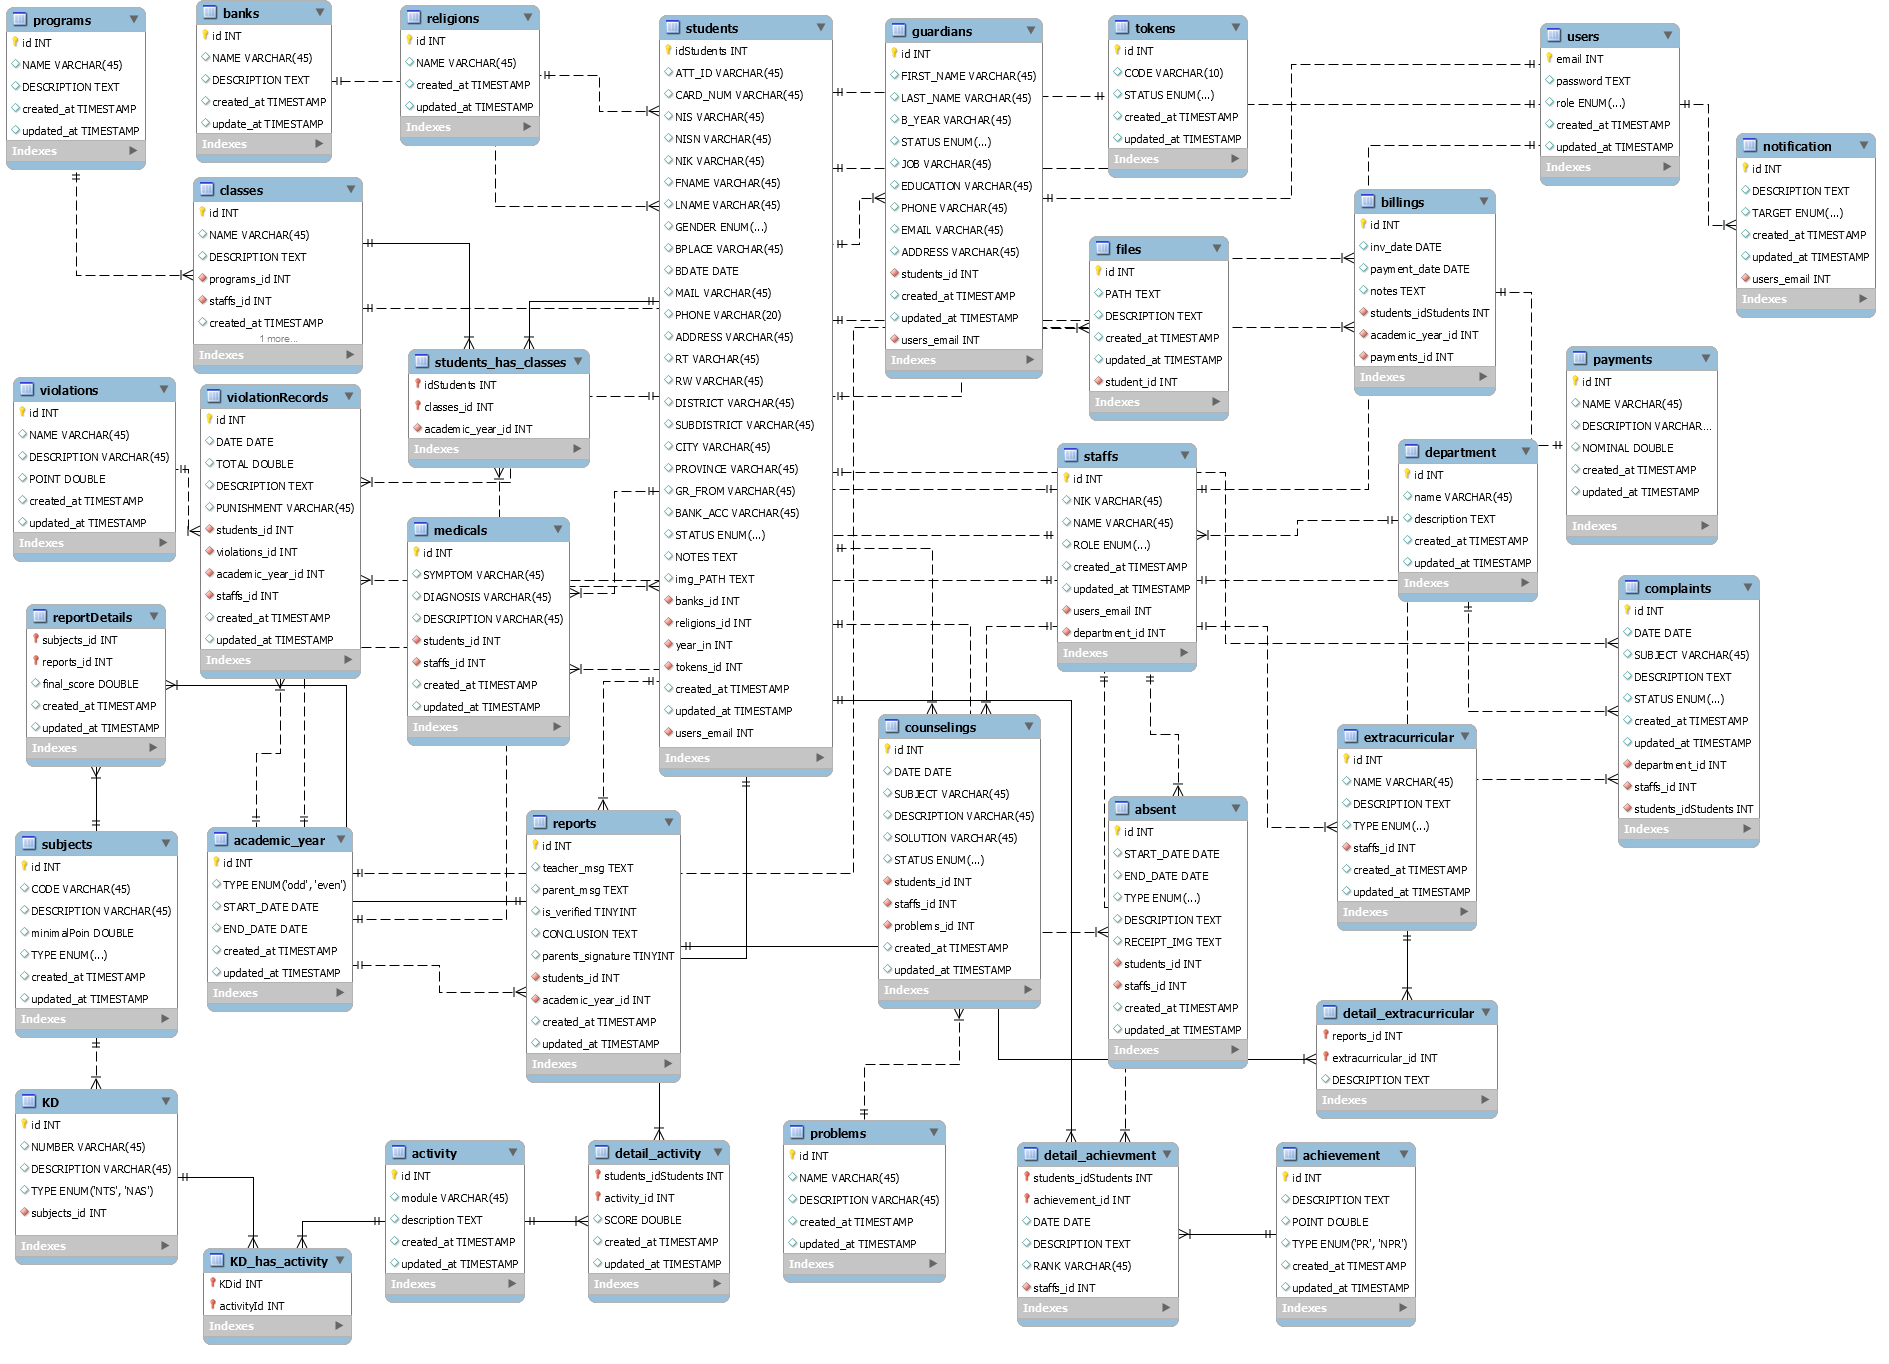 programs
id INT
NAME VARCHAR(45)
DESCRIPTION TEXT
created_at TIMESTAMP
updated_at TIMESTAMP
Indexes
banks
id INT
NAME VARCHAR(45)
DESCRIPTION TEXT
created_at TIMESTAMP
update_at TIMESTAMP
Indexes
religions
id INT
NAME VARCHAR(45)
created_at TIMESTAMP
updated_at TIMESTAMP
Indexes
students
idStudents INT
ATT_ID VARCHAR(45)
CARD_NUM VARCHAR(45)
NIS VARCHAR(45)
NISN VARCHAR(45)
NIK VARCHAR(45)
FNAME VARCHAR(45)
LNAME VARCHAR(45)
GENDER ENUM(...)
BPLACE VARCHAR(45)
BDATE DATE
MAIL VARCHAR(45)
PHONE VARCHAR(20)
ADDRESS VARCHAR(45)
RT VARCHAR(45)
RW VARCHAR(45)
DISTRICT VARCHAR(45)
SUBDISTRICT VARCHAR(45)
CITY VARCHAR(45)
PROVINCE VARCHAR(45)
GR_FROM VARCHAR(45)
BANK_ACC VARCHAR(45)
STATUS ENUM(...)
NOTES TEXT
img_PATH TEXT
banks_id INT
religions_id INT
year_in INT
tokens_id INT
created_at TIMESTAMP
updated_at TIMESTAMP
users_email INT
Indexes
guardians
id INT
FIRST_NAME VARCHAR(45)
LAST_NAME VARCHAR(45)
B_YEAR VARCHAR(45)
STATUS ENUM(...)
JOB VARCHAR(45)
EDUCATION VARCHAR(45)
PHONE VARCHAR(45)
EMAIL VARCHAR(45)
ADDRESS VARCHAR(45)
students_id INT
created_at TIMESTAMP
updated_at TIMESTAMP
users_email INT
Indexes
tokens
id INT
CODE VARCHAR(10)
STATUS ENUM(...)
created_at TIMESTAMP
updated_at TIMESTAMP
Indexes
users
email INT
password TEXT
role ENUM(...)
created_at TIMESTAMP
updated_at TIMESTAMP
Indexes
notification
id INT
DESCRIPTION TEXT
TARGET ENUM(...)
created_at TIMESTAMP
updated_at TIMESTAMP
users_email INT
Indexes
classes
id INT
NAME VARCHAR(45)
DESCRIPTION TEXT
programs_id INT
staffs_id INT
created_at TIMESTAMP
1 more...
Indexes
billings
id INT
inv_date DATE
payment_date DATE
notes TEXT
students_idStudents INT
academic_year_id INT
payments_id INT
Indexes
files
id INT
PATH TEXT
DESCRIPTION TEXT
created_at TIMESTAMP
updated_at TIMESTAMP
student_id INT
Indexes
students_has_classes
idStudents INT
classes_id INT
academic_year_id INT
Indexes
payments
id INT
NAME VARCHAR(45)
DESCRIPTION VARCHAR...
NOMINAL DOUBLE
created_at TIMESTAMP
updated_at TIMESTAMP
Indexes
violations
id INT
NAME VARCHAR(45)
DESCRIPTION VARCHAR(45)
POINT DOUBLE
created_at TIMESTAMP
updated_at TIMESTAMP
Indexes
violationRecords
id INT
DATE DATE
TOTAL DOUBLE
DESCRIPTION TEXT
PUNISHMENT VARCHAR(45)
students_id INT
violations_id INT
academic_year_id INT
staffs_id INT
created_at TIMESTAMP
updated_at TIMESTAMP
Indexes
staffs
id INT
NIK VARCHAR(45)
NAME VARCHAR(45)
ROLE ENUM(...)
created_at TIMESTAMP
updated_at TIMESTAMP
users_email INT
department_id INT
Indexes
department
id INT
name VARCHAR(45)
description TEXT
created_at TIMESTAMP
updated_at TIMESTAMP
Indexes
medicals
id INT
SYMPTOM VARCHAR(45)
DIAGNOSIS VARCHAR(45)
DESCRIPTION VARCHAR(45)
students_id INT
staffs_id INT
created_at TIMESTAMP
updated_at TIMESTAMP
Indexes
complaints
id INT
DATE DATE
SUBJECT VARCHAR(45)
DESCRIPTION TEXT
STATUS ENUM(...)
created_at TIMESTAMP
updated_at TIMESTAMP
department_id INT
staffs_id INT
students_idStudents INT
Indexes
reportDetails
subjects_id INT
reports_id INT
final_score DOUBLE
created_at TIMESTAMP
updated_at TIMESTAMP
Indexes
counselings
id INT
DATE DATE
SUBJECT VARCHAR(45)
DESCRIPTION VARCHAR(45)
SOLUTION VARCHAR(45)
STATUS ENUM(...)
students_id INT
staffs_id INT
problems_id INT
created_at TIMESTAMP
updated_at TIMESTAMP
Indexes
extracurricular
id INT
NAME VARCHAR(45)
DESCRIPTION TEXT
TYPE ENUM(...)
staffs_id INT
created_at TIMESTAMP
updated_at TIMESTAMP
Indexes
absent
id INT
START_DATE DATE
END_DATE DATE
TYPE ENUM(...)
DESCRIPTION TEXT
RECEIPT_IMG TEXT
students_id INT
staffs_id INT
created_at TIMESTAMP
updated_at TIMESTAMP
Indexes
reports
id INT
teacher_msg TEXT
parent_msg TEXT
is_verified TINYINT
CONCLUSION TEXT
parents_signature TINYINT
students_id INT
academic_year_id INT
created_at TIMESTAMP
updated_at TIMESTAMP
Indexes
academic_year
id INT
TYPE ENUM('odd', 'even')
START_DATE DATE
END_DATE DATE
created_at TIMESTAMP
updated_at TIMESTAMP
Indexes
subjects
id INT
CODE VARCHAR(45)
DESCRIPTION VARCHAR(45)
minimalPoin DOUBLE
TYPE ENUM(...)
created_at TIMESTAMP
updated_at TIMESTAMP
Indexes
detail_extracurricular
reports_id INT
extracurricular_id INT
DESCRIPTION TEXT
Indexes
KD
id INT
NUMBER VARCHAR(45)
DESCRIPTION VARCHAR(45)
TYPE ENUM('NTS', 'NAS')
subjects_id INT
Indexes
problems
id INT
NAME VARCHAR(45)
DESCRIPTION VARCHAR(45)
created_at TIMESTAMP
updated_at TIMESTAMP
Indexes
activity
id INT
module VARCHAR(45)
description TEXT
created_at TIMESTAMP
updated_at TIMESTAMP
Indexes
detail_activity
students_idStudents INT
activity_id INT
SCORE DOUBLE
created_at TIMESTAMP
updated_at TIMESTAMP
Indexes
detail_achievment
students_idStudents INT
achievement_id INT
DATE DATE
DESCRIPTION TEXT
RANK VARCHAR(45)
staffs_id INT
Indexes
achievement
id INT
DESCRIPTION TEXT
POINT DOUBLE
TYPE ENUM('PR', 'NPR')
created_at TIMESTAMP
updated_at TIMESTAMP
Indexes
KD_has_activity
KDid INT
activityId INT
Indexes